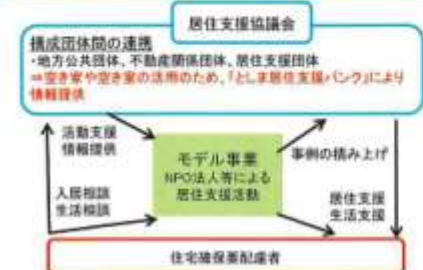 居住支援協議会
構成団体間の連携
・地方公共団体、不動産関係団体、居住支援団体
⇒空き家や空き室の活用のため、「としま居住支援バンク」により
情報提供
活動支援
情報提供
モデル事業
NPO法人等による
居住支援活動
事例の積み上げ
入居相談
生活相談
居住支援
生活支援
住宅確保要配慮者